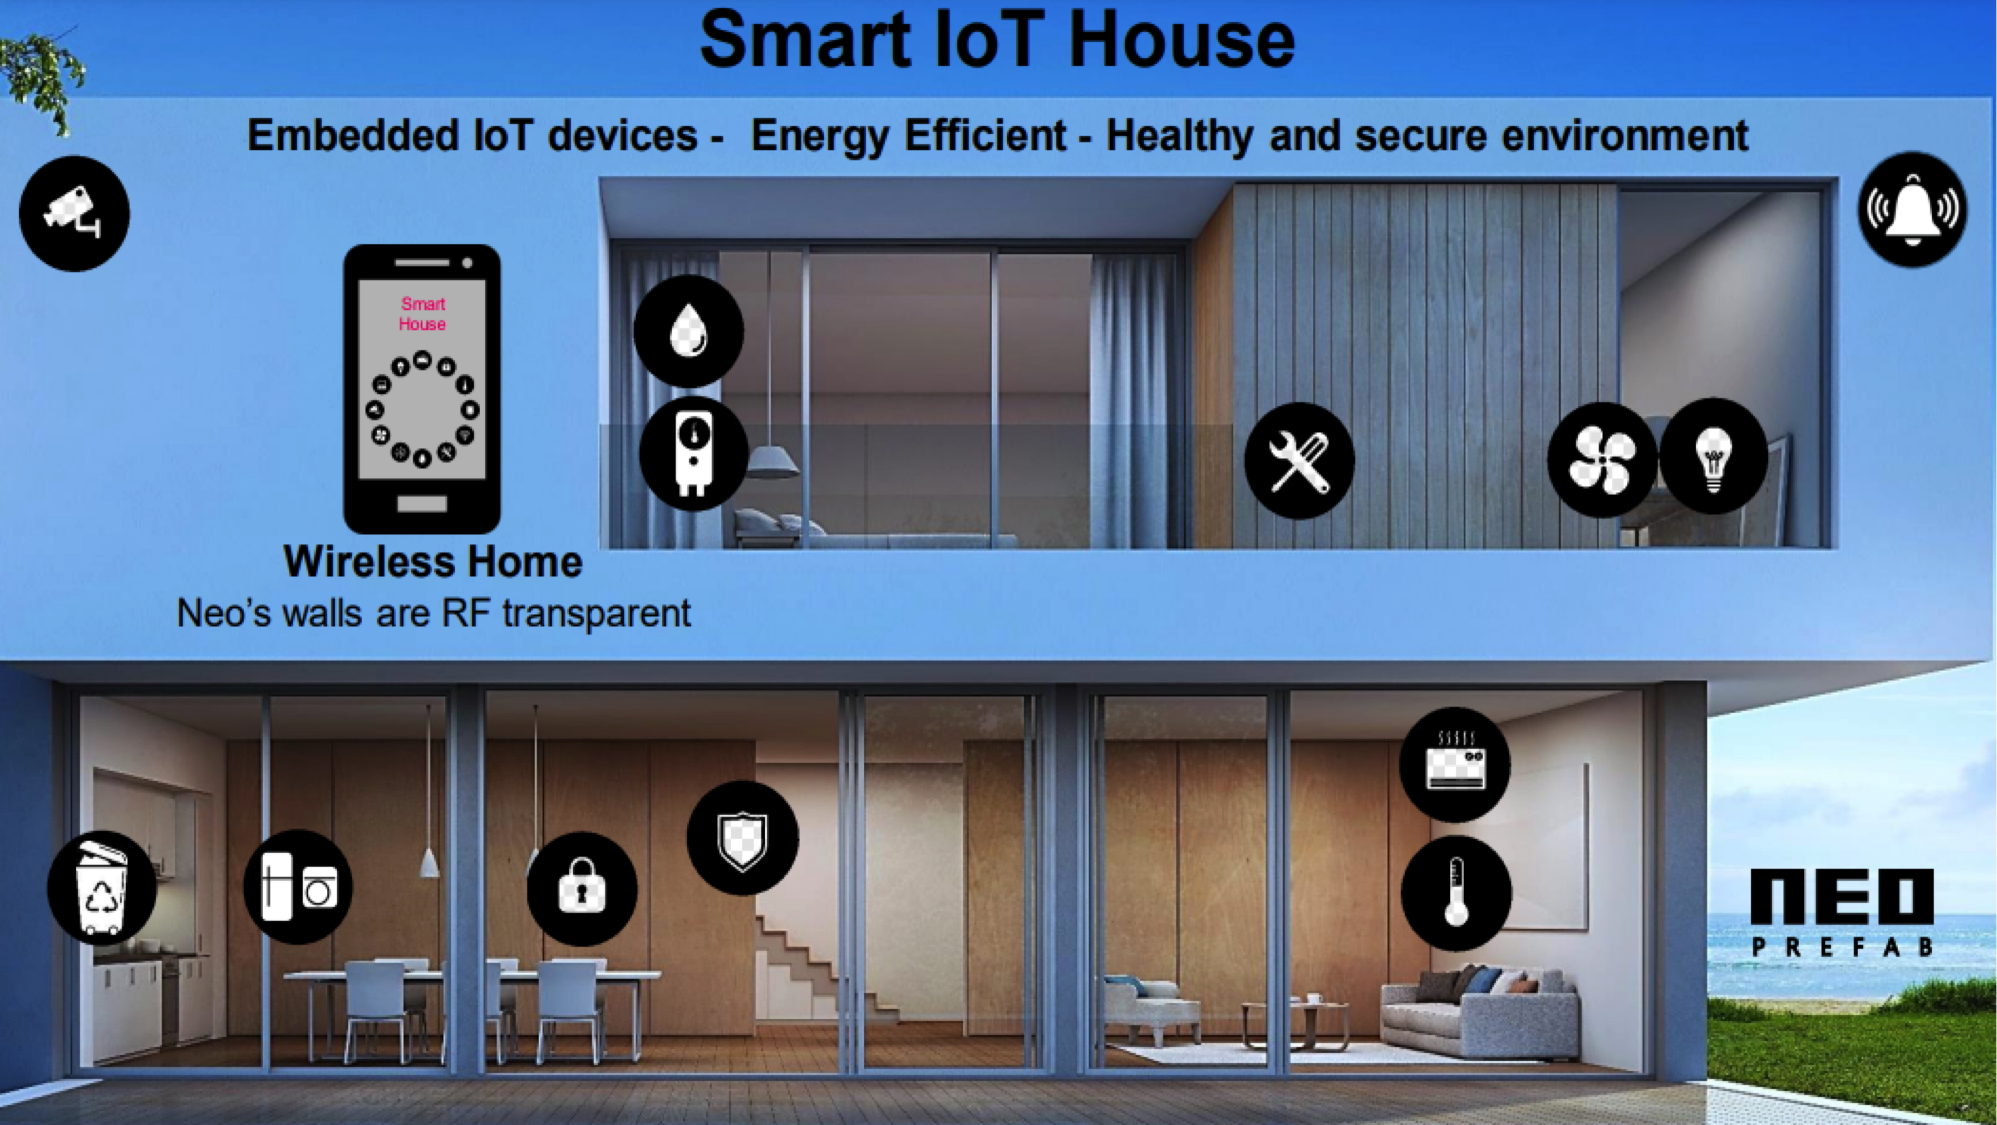 Smart IoT House
Embedded IoT devices - Energy Efficient - Healthy and secure environment
Smart
House
Wireless Home
Neo’s walls are RF transparent
neo
PREFAB